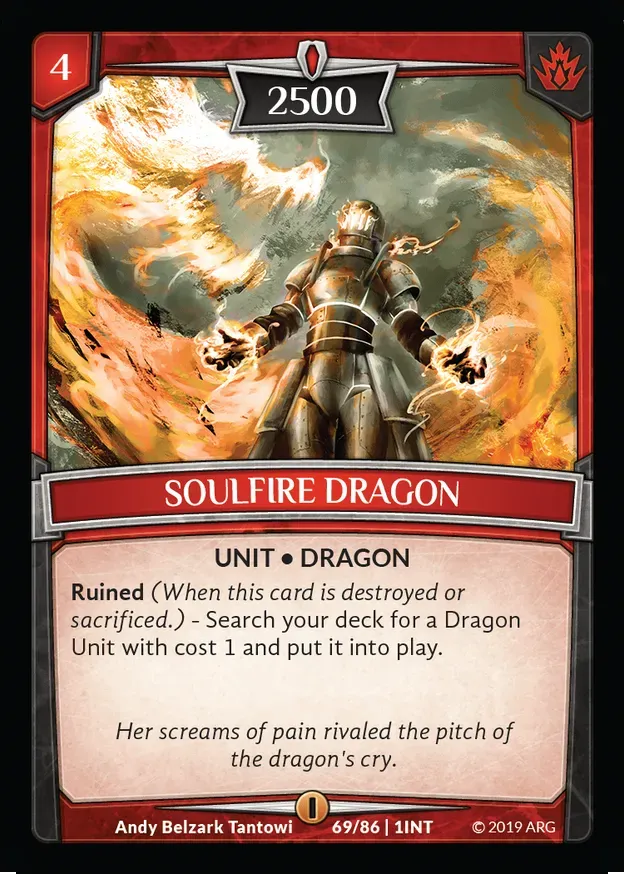 4
2500
SOULFIRE DRAGON
UNIT • DRAGON
Ruined (When this card is destroyed or
sacrificed.) - Search your deck for a Dragon
Unit with cost 1 and put it into play.
Her screams of pain rivaled the pitch of
the dragon's cry.
I
Andy Belzark Tantowi 69/86 | 1INT © 2019 ARG